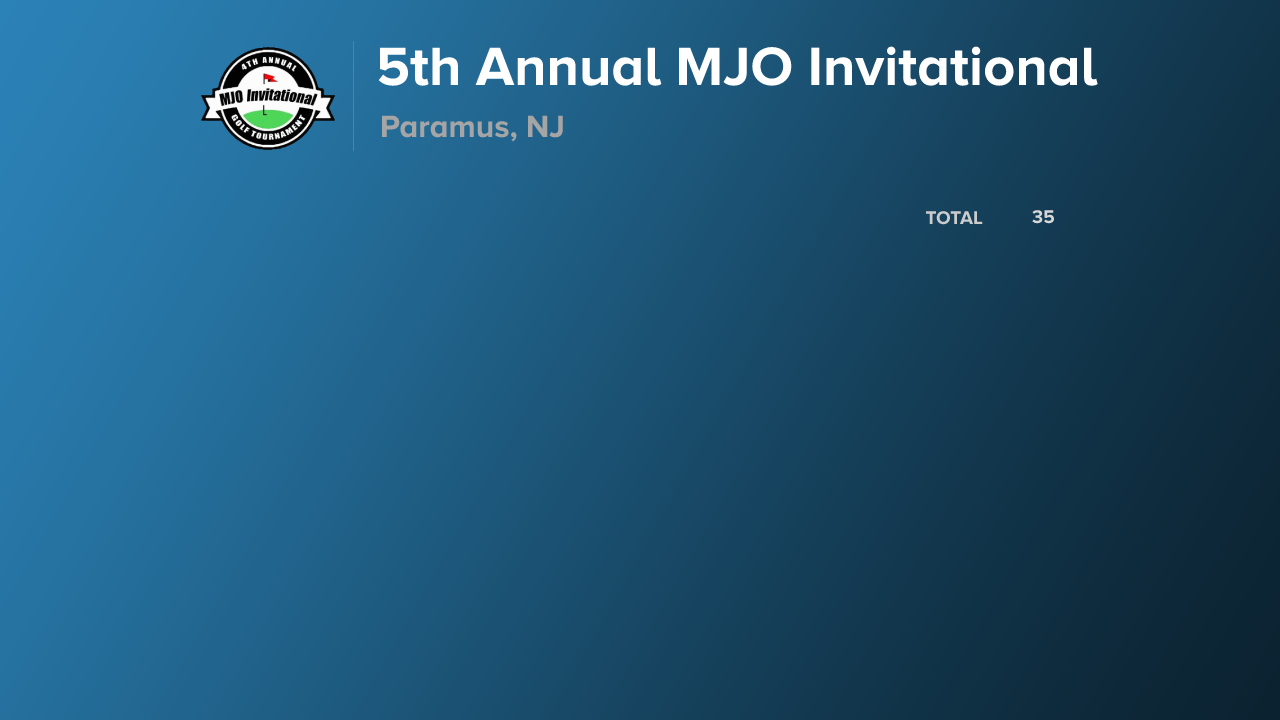 4TH ANNUAL
MJO Invitational
GOLF TOURNAMENT
5th Annual MJO Invitational
Paramus, NJ
TOTAL 35